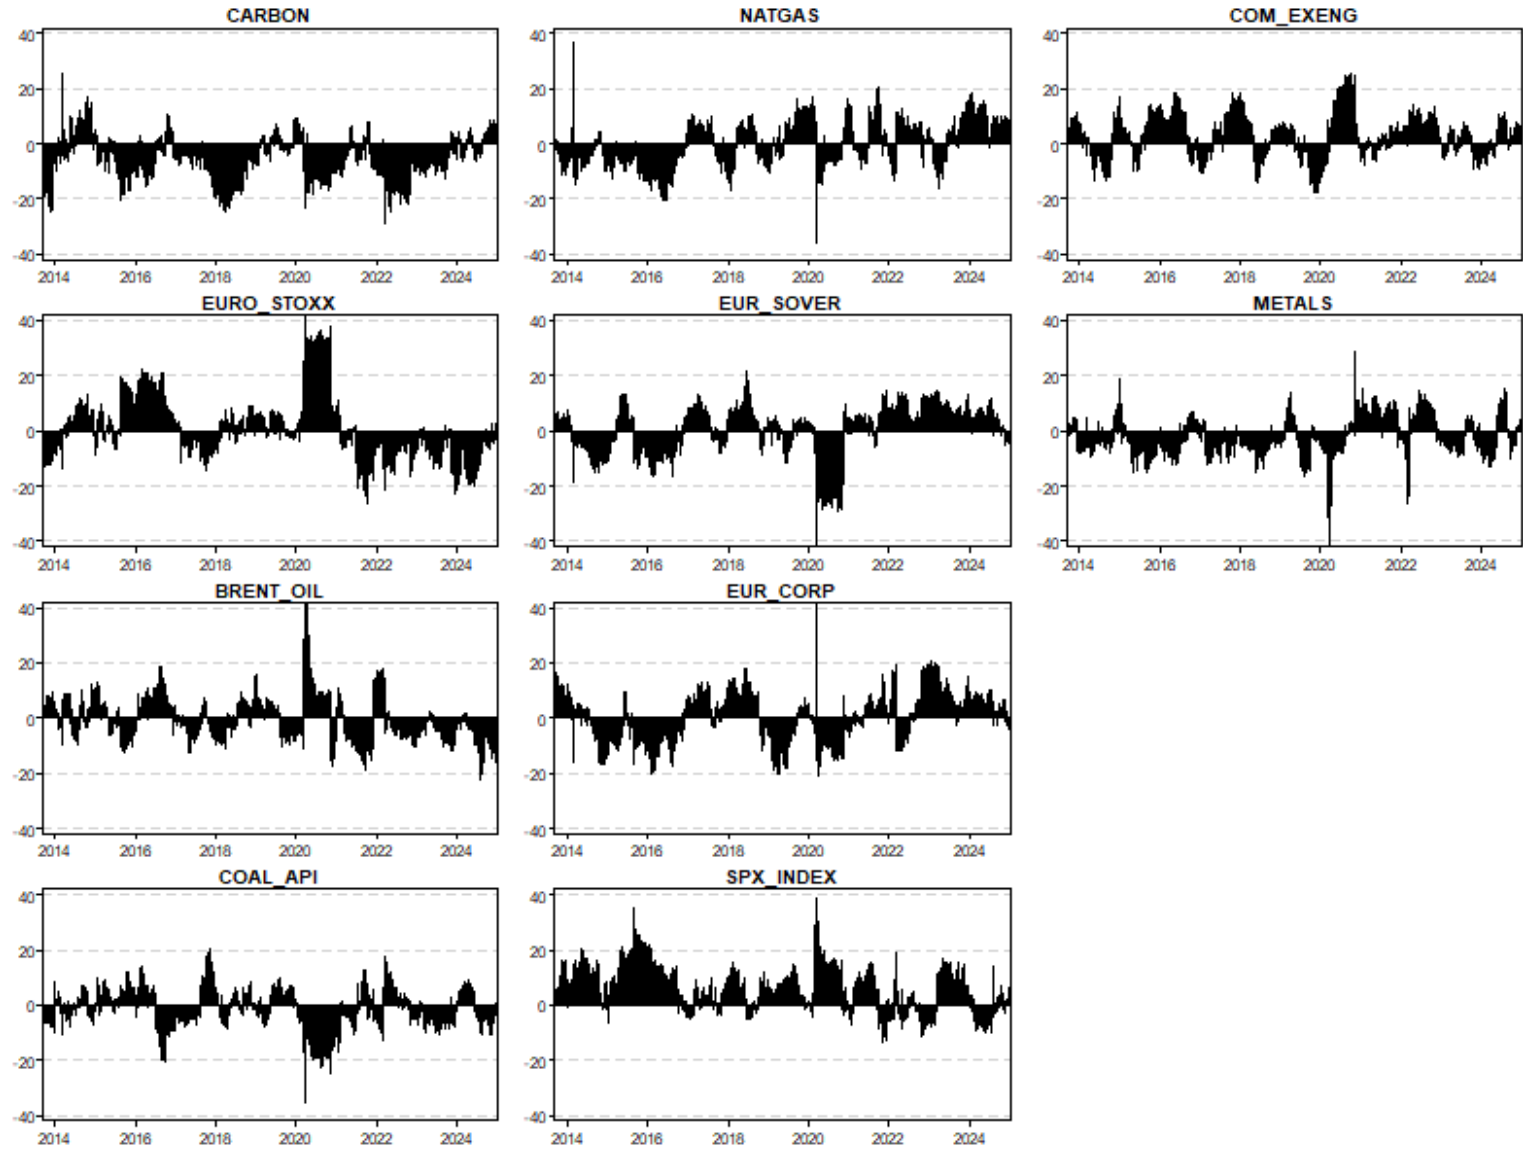 CARBON NATGAS COM_EXENG
40 40 40
20 20 20
0 0 0
-20 -20 -20
-40 -40 -40
2014 2016 2018 2020 2022 2024 2014 2016 2018 2020 2022 2024 2014 2016 2018 2020 2022 2024
EURO_STOXX EUR_SOVER METALS
40 40 40
20 20 20
0 0 0
-20 -20 -20
-40 -40 -40
2014 2016 2018 2020 2022 2024 2014 2016 2018 2020 2022 2024 2014 2016 2018 2020 2022 2024
BRENT_OIL EUR_CORP
40 40
20 20
0 0
-20 -20
-40 -40
2014 2016 2018 2020 2022 2024 2014 2016 2018 2020 2022 2024
COAL_API SPX_INDEX
40 40
20 20
0 0
-20 -20
-40 -40
2014 2016 2018 2020 2022 2024 2014 2016 2018 2020 2022 2024